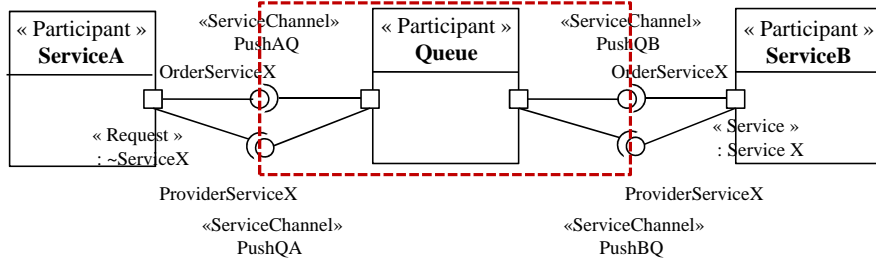 «ServiceChannel»
PushAQ
«ServiceChannel»
PushQB
« Participant »
ServiceA
« Participant »
Queue
« Participant »
ServiceB
OrderServiceX
OrderServiceX
« Request »
: ~ServiceX
« Service »
: Service X
ProviderServiceX
ProviderServiceX
«ServiceChannel»
PushQA
«ServiceChannel»
PushBQ